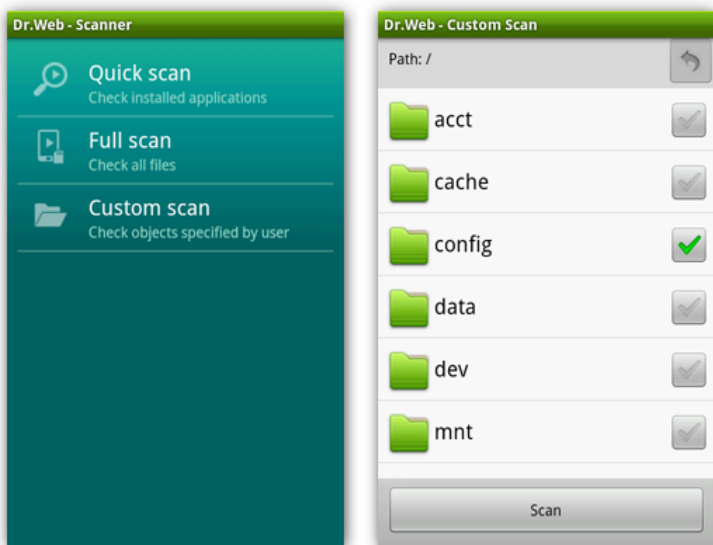 Dr.Web - Scanner
Quick scan
Check installed applications
Full scan
Check all files
Custom scan
Check objects specified by user
Dr.Web - Custom Scan
Path: /
acct
cache
config
data
dev
mnt
Scan